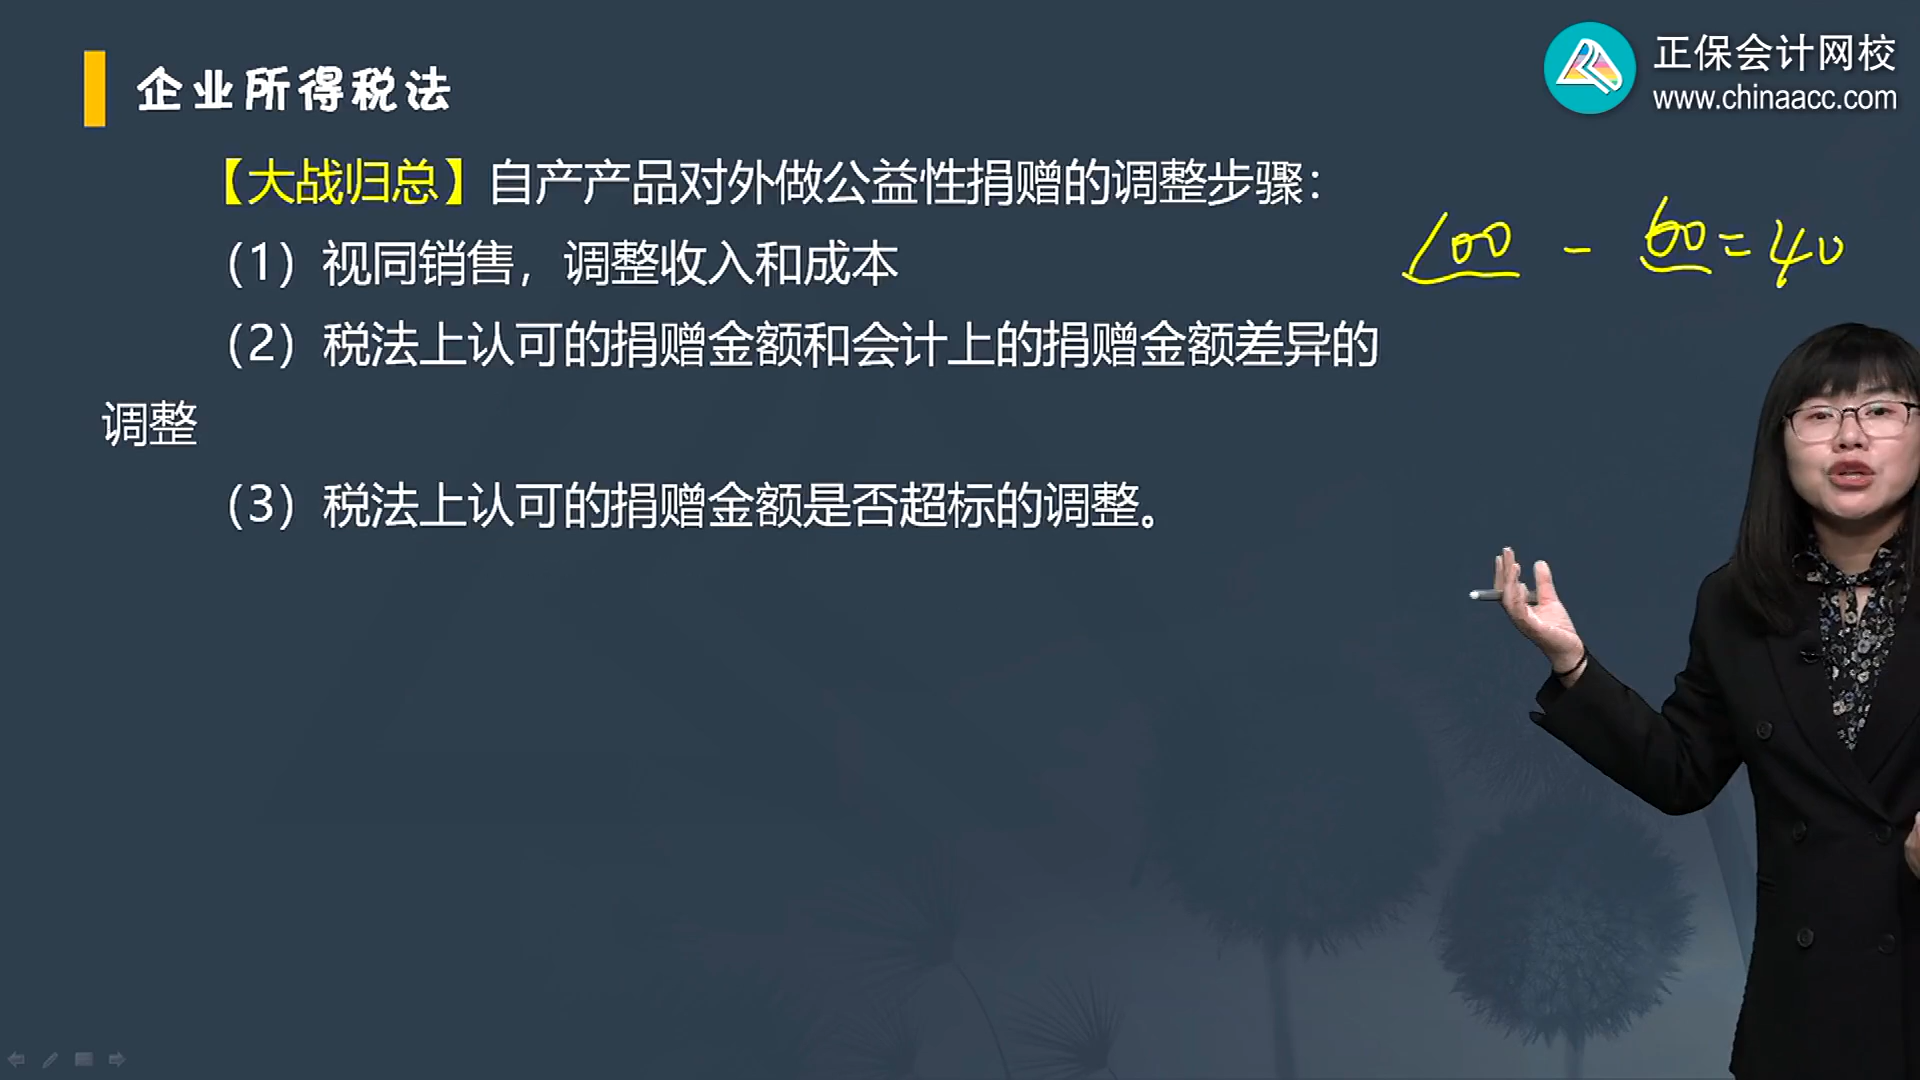 企业所得税法
正保会计网校
www.chinaacc.com
【大战归总】自产产品对外做公益性捐赠的调整步骤：
（1）视同销售，调整收入和成本
100 - 60=40
（2）税法上认可的捐赠金额和会计上的捐赠金额差异的
调整
（3）税法上认可的捐赠金额是否超标的调整。